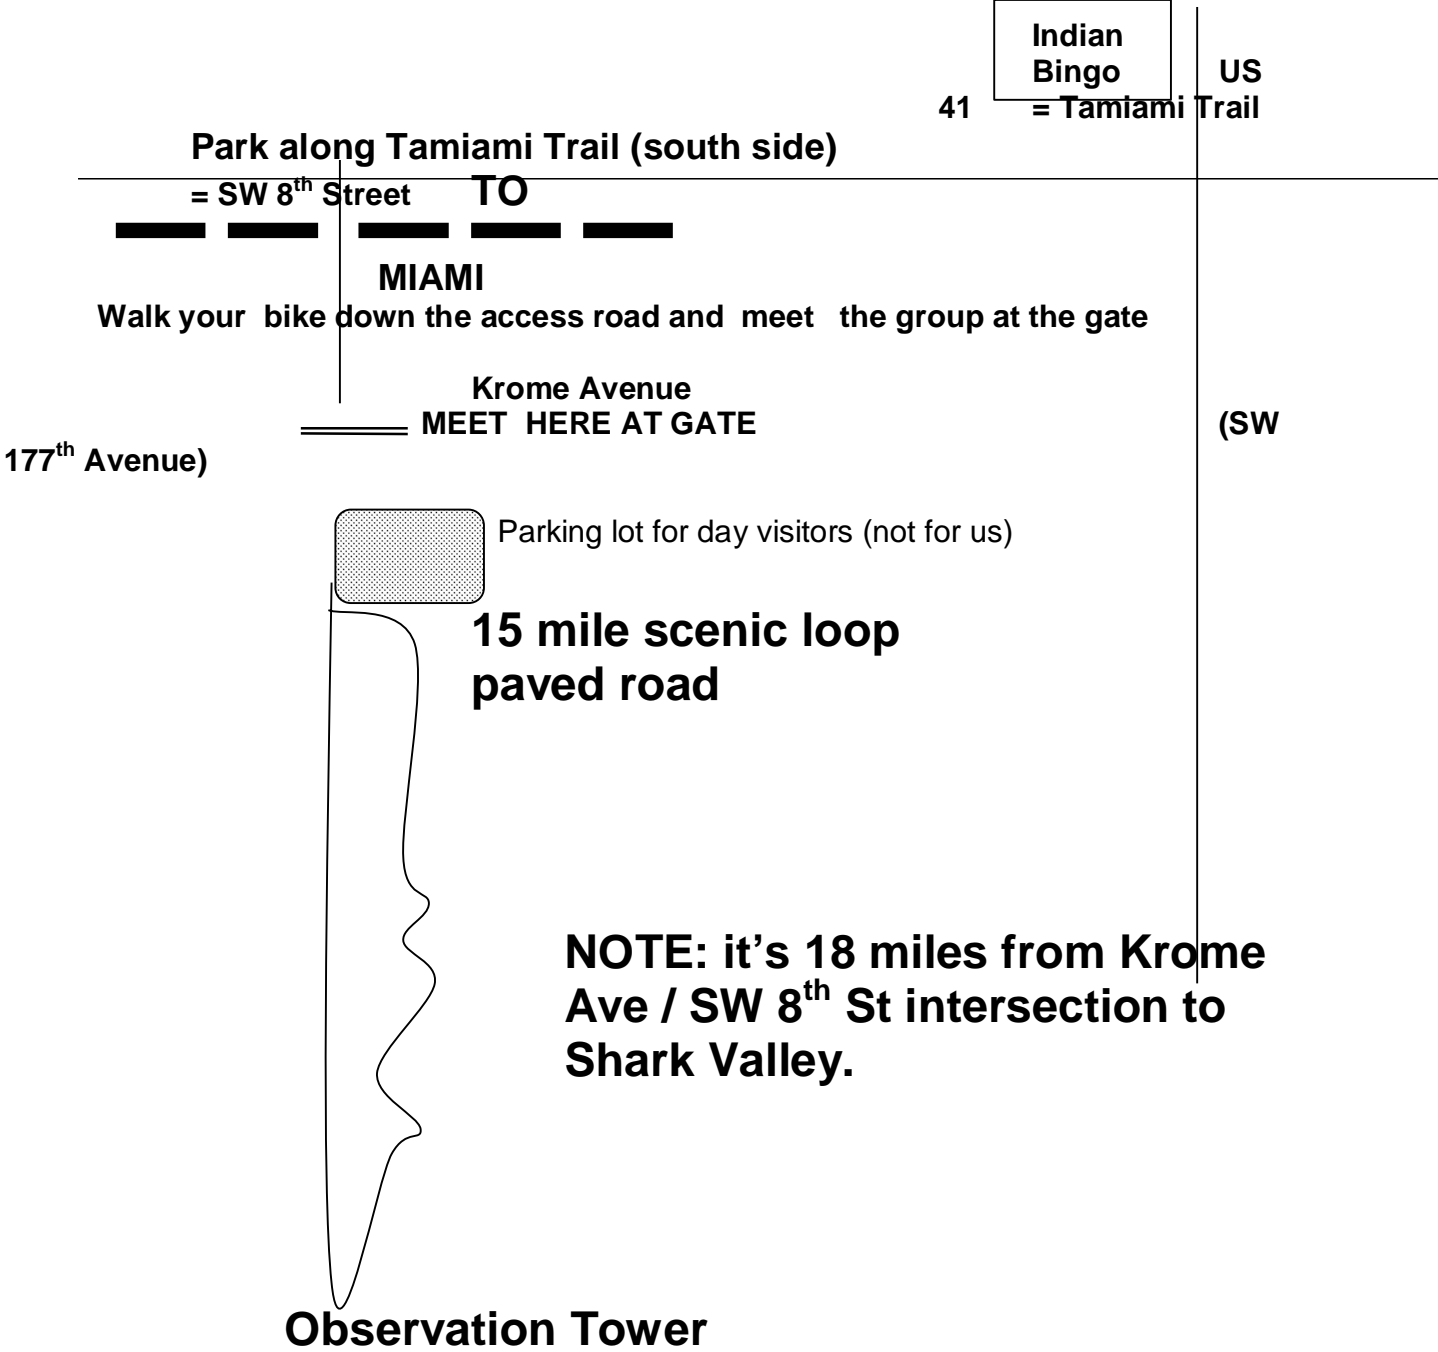 Indian
Bingo US
41 = Tamiami Trail
Park along Tamiami Trail (south side)
= SW 8th Street TO
MIAMI
Walk your bike down the access road and meet the group at the gate
Krome Avenue
MEET HERE AT GATE (SW
177th Avenue)
Parking lot for day visitors (not for us)
15 mile scenic loop
paved road
NOTE: it’s 18 miles from Krome
Ave / SW 8th St intersection to
Shark Valley.
Observation Tower